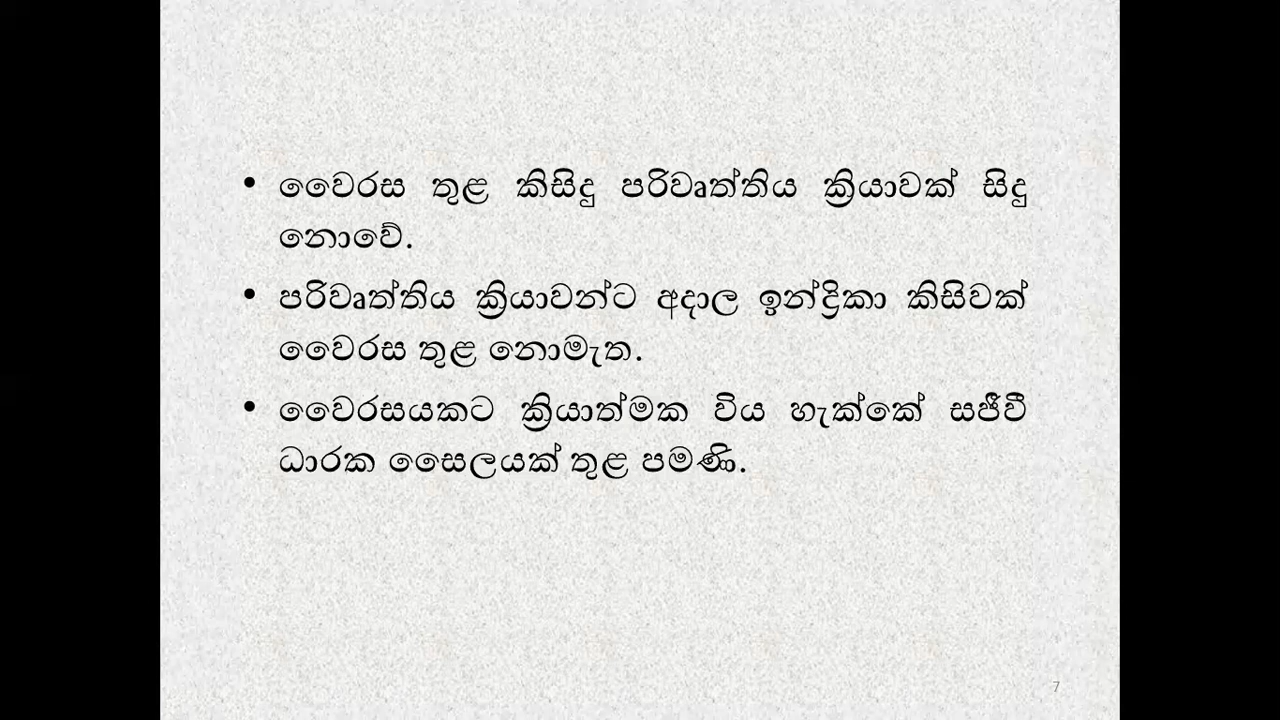 • වෛරස තුළ කිසිදු පරිවෘත්තිය ක්‍රියාවක් සිදු
නොවේ.
• පරිවෘත්තිය ක්‍රියාවන්ට අදාල ඉන්ද්‍රිකා කිසිවක්
වෛරස තුළ නොමැත.
• වෛරසයකට ක්‍රියාත්මක විය හැක්කේ සජීවී
ධාරක සෛලයක් තුළ පමණි.
7